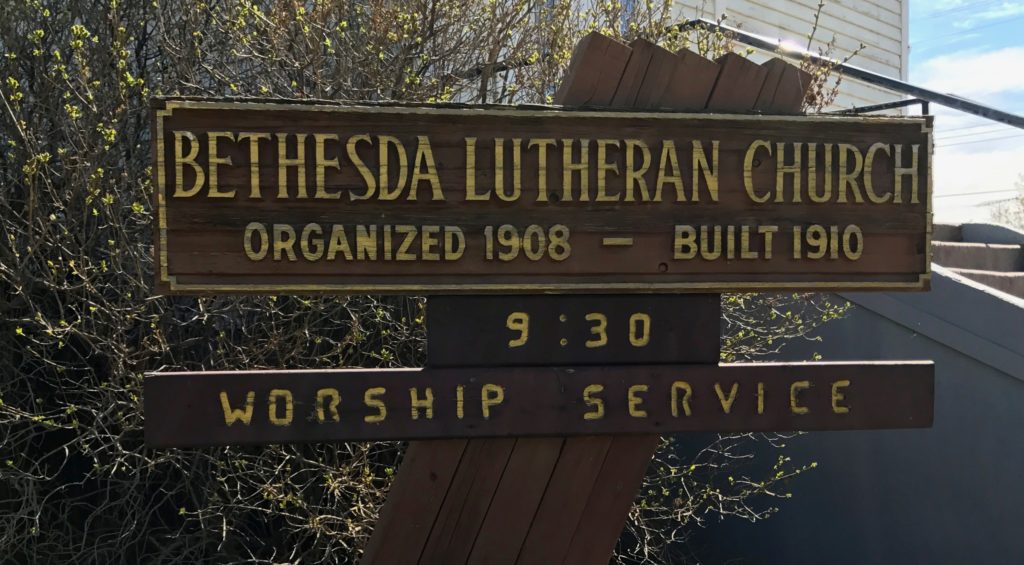 BETHESDA LUTHERAN CHURCH
ORGANIZED 1908 – BUILT 1910
9:30
WORSHIP SERVICE